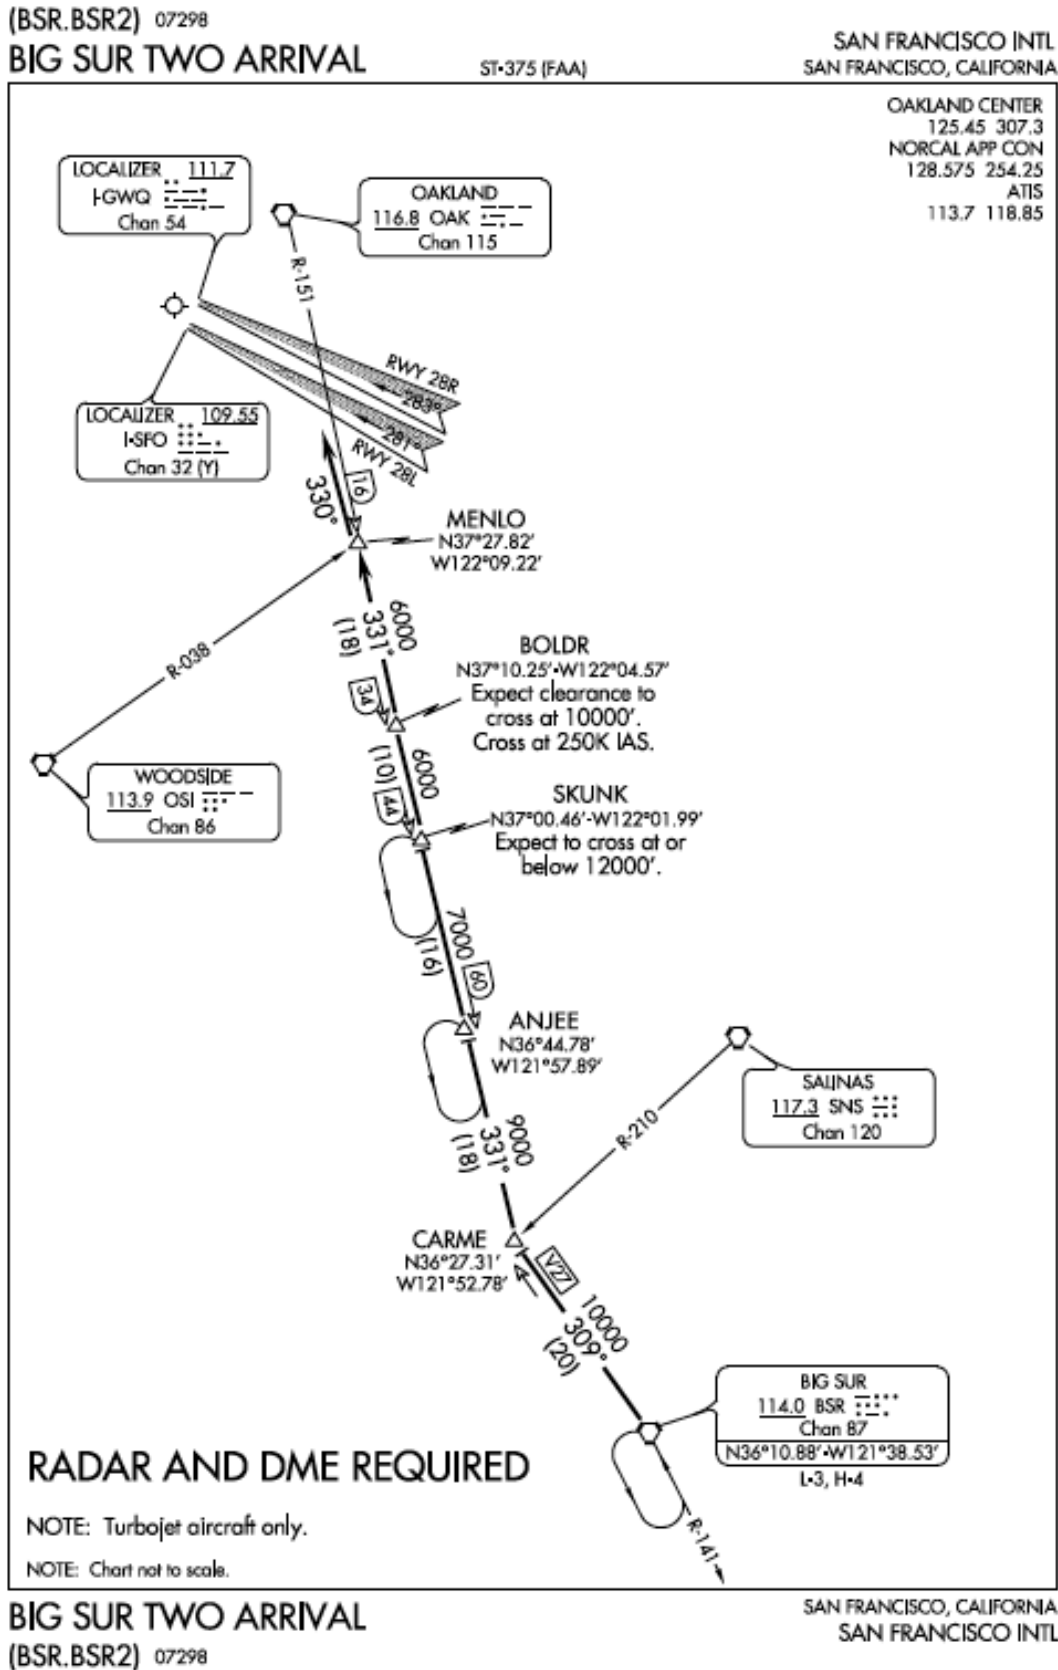 (BSR.BSR2) 07298
BIG SUR TWO ARRIVAL
ST-375 (FAA)
SAN FRANCISCO INTL
SAN FRANCISCO, CALIFORNIA
OAKLAND CENTER
125.45 307.3
NORCAL APP CON
128.575 254.25
ATIS
113.7 118.85
LOCALIZER 111.7
I-GWQ
Chan 54
OAKLAND
116.8 OAK
Chan 115
R-151
RWY 28R
283°
281°
RWY 28L
LOCALIZER 109.55
I-SFO
Chan 32 (Y)
330°
16
MENLO
N37°27.82'
W122°09.22'
6000
331°
(18)
R-038
BOLDR
N37°10.25'-W122°04.57'
Expect clearance to
cross at 10000'.
Cross at 250K IAS.
34
6000
(10)
WOODSIDE
113.9 OSI
Chan 86
44
SKUNK
N37°00.46'-W122°01.99'
Expect to cross at or
below 12000'.
7000
(16)
60
ANJEE
N36°44.78'
W121°57.89'
SALINAS
117.3 SNS
Chan 120
R-210
9000
331°
(18)
CARME
N36°27.31'
W121°52.78'
V27
10000
309°
(20)
BIG SUR
114.0 BSR
Chan 87
N36°10.88'-W121°38.53'
L-3, H-4
R-141
RADAR AND DME REQUIRED
NOTE: Turbojet aircraft only.
NOTE: Chart not to scale.
BIG SUR TWO ARRIVAL
(BSR.BSR2) 07298
SAN FRANCISCO, CALIFORNIA
SAN FRANCISCO INTL